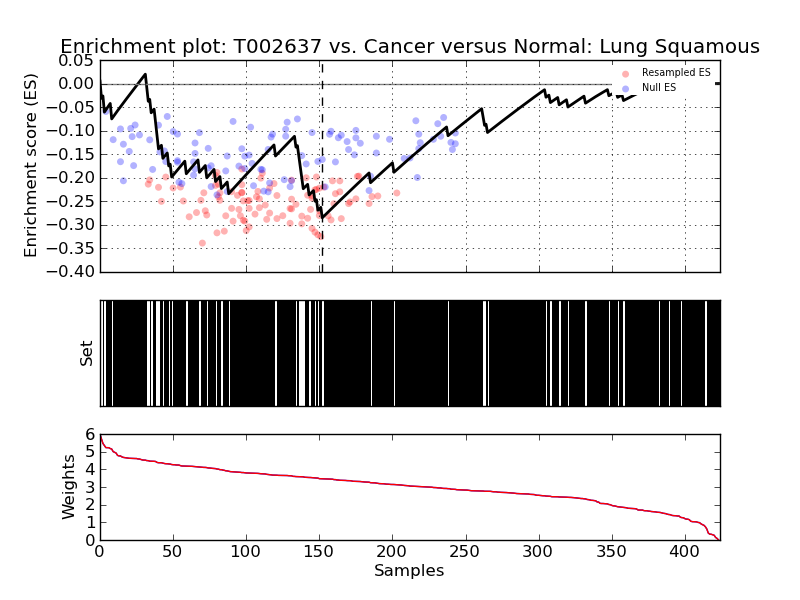 Enrichment plot: T002637 vs. Cancer versus Normal: Lung Squamous
Enrichment score (ES)
0.05
0.00
−0.05
−0.10
−0.15
−0.20
−0.25
−0.30
−0.35
−0.40
Resampled ES
Null ES
Set
Weights
6
5
4
3
2
1
0
0 50 100 150 200 250 300 350 400
Samples